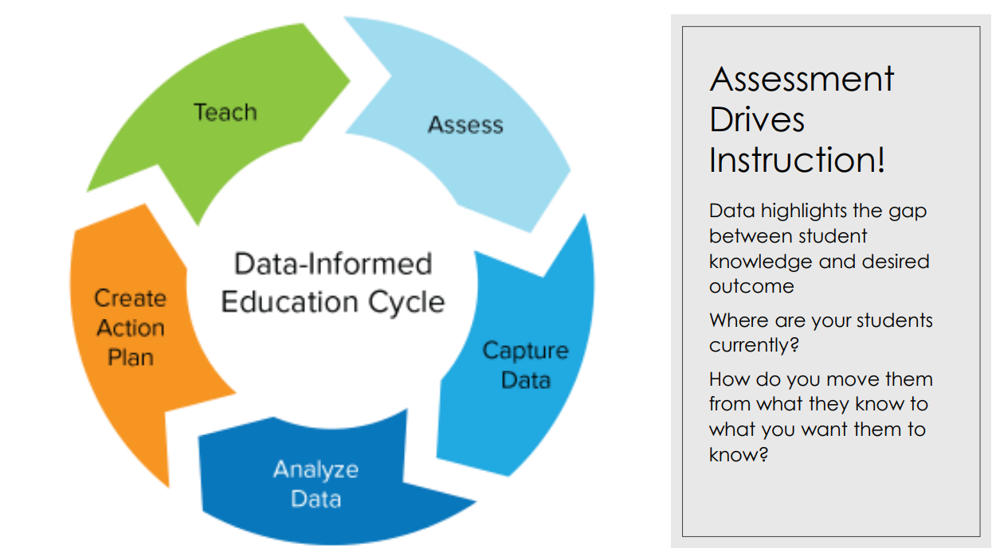 Teach
Assess
Data-Informed
Education Cycle
Create
Action
Plan
Capture
Data
Analyze
Data
Assessment
Drives
Instruction!
Data highlights the gap
between student
knowledge and desired
outcome
Where are your students
currently?
How do you move them
from what they know to
what you want them to
know?